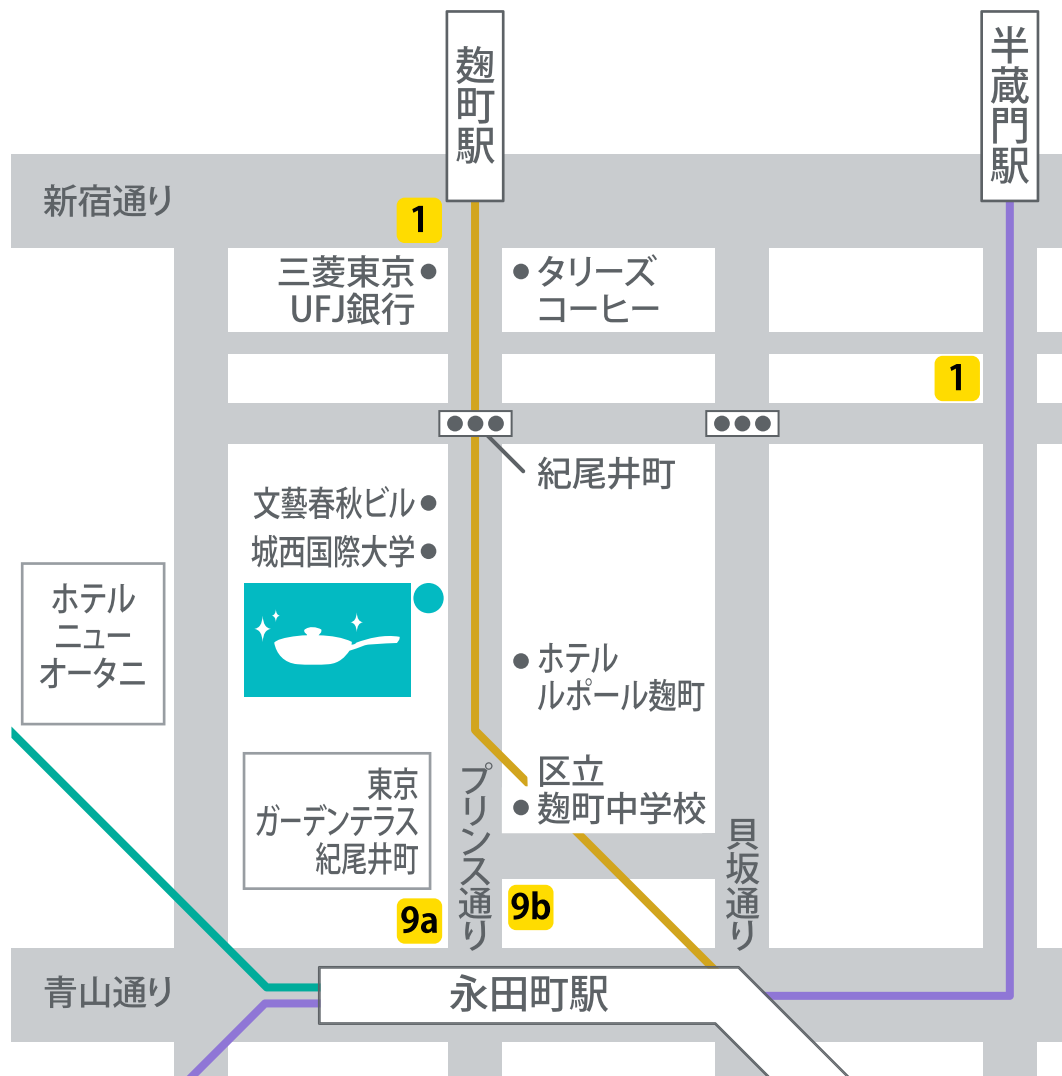 麹町駅
半蔵門駅
新宿通り
1
三菱東京
UFJ銀行
タリーズ
コーヒー
1
紀尾井町
文藝春秋ビル
城西国際大学
ホテル
ニュー
オータニ
ホテル
ルポール麹町
区立
麹町中学校
東京
ガーデンテラス
紀尾井町
プリンス通り
貝坂通り
9a
9b
青山通り
永田町駅